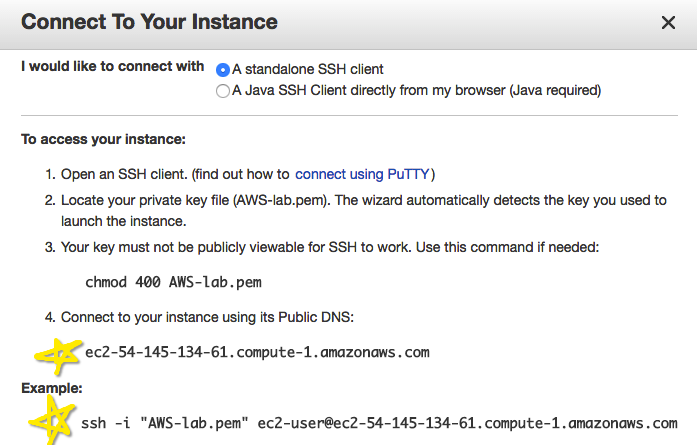 Connect To Your Instance
I would like to connect with A standalone SSH client
A Java SSH Client directly from my browser (Java required)
To access your instance:
1. Open an SSH client. (find out how to connect using PuTTY)
2. Locate your private key file (AWS-lab.pem). The wizard automatically detects the key you used to
launch the instance.
3. Your key must not be publicly viewable for SSH to work. Use this command if needed:
chmod 400 AWS-lab.pem
4. Connect to your instance using its Public DNS:
ec2-54-145-134-61.compute-1.amazonaws.com
Example:
ssh -i "AWS-lab.pem" ec2-user@ec2-54-145-134-61.compute-1.amazonaws.com